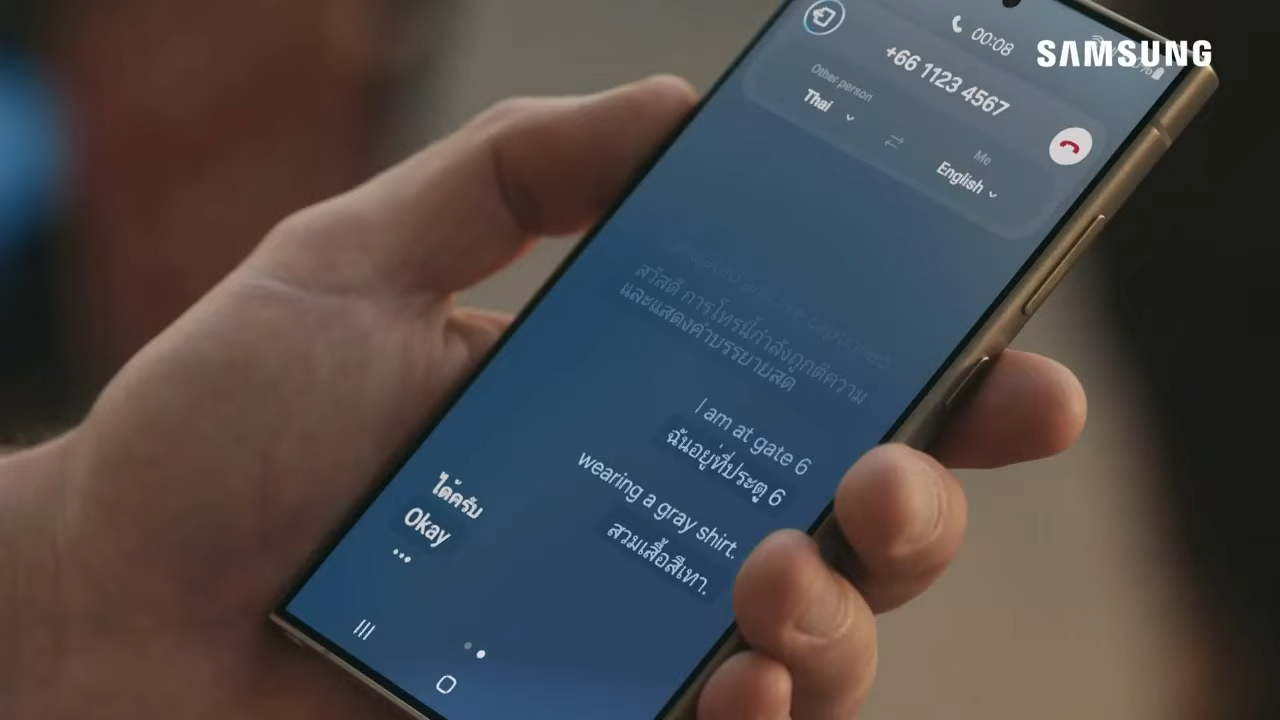 SAMSUNG
00:08
+66 1123 4567
Other person
Thai
Me
English
สวัสดี การโทรนี้กำลังถูกตีความ
และแสดงคำบรรยายสด
I am at gate 6
ฉันอยู่ที่ประตู 6
wearing a gray shirt.
สวมเสื้อสีเทา.
ได้ครับ
Okay
...